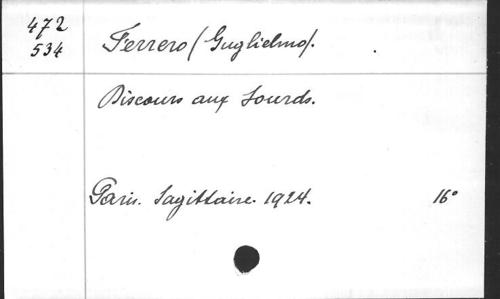 472
534
Ferrero (Guglielmo).
Discours aux Sourds.
Paris. Sagittaire. 1924. 16°